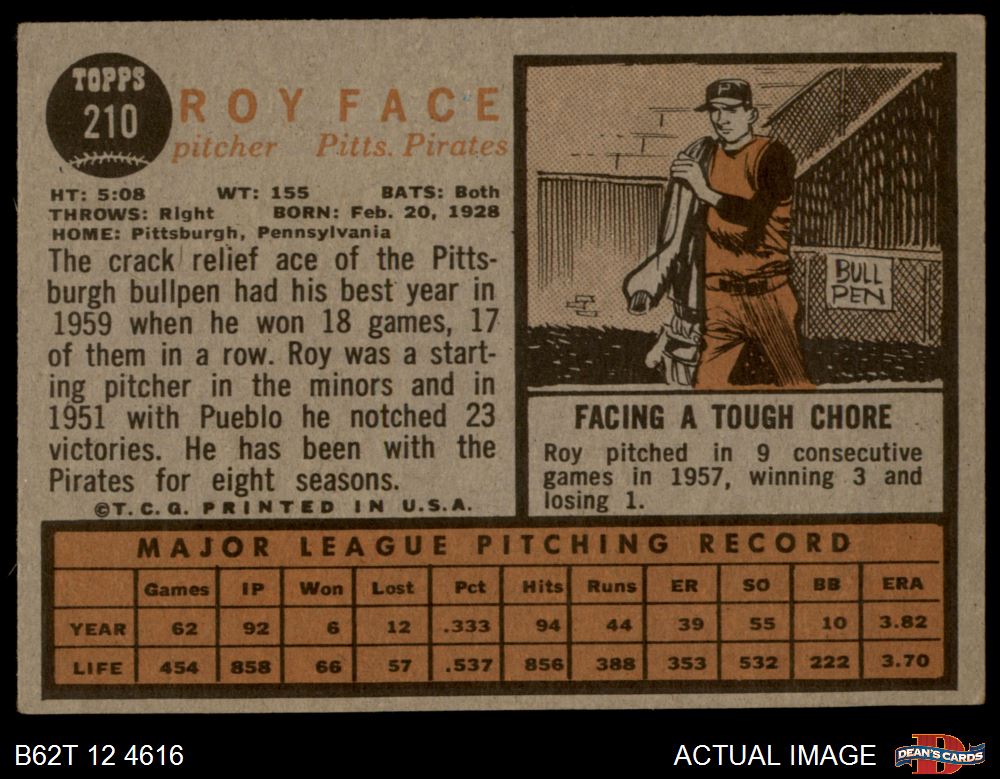 TOPPS
210
ROY FACE
pitcher Pitts. Pirates
HT: 5:08 WT: 155 BATS: Both
THROWS: Right BORN: Feb. 20, 1928
HOME: Pittsburgh, Pennsylvania
The crack relief ace of the Pitts-
burgh bullpen had his best year in
1959 when he won 18 games, 17
of them in a row. Roy was a start-
ing pitcher in the minors and in
1951 with Pueblo he notched 23
victories. He has been with the
Pirates for eight seasons.
©T. C. G. PRINTED IN U.S.A.
P
BULL
PEN
FACING A TOUGH CHORE
Roy pitched in 9 consecutive
games in 1957, winning 3 and
losing 1.
MAJOR LEAGUE PITCHING RECORD
Games IP Won Lost Pct Hits Runs ER SO BB ERA
YEAR 62 92 6 12 .333 94 44 39 55 10 3.82
LIFE 454 858 66 57 .537 856 388 353 532 222 3.70
B62T 12 4616
ACTUAL IMAGE
DEAN'S CARDS